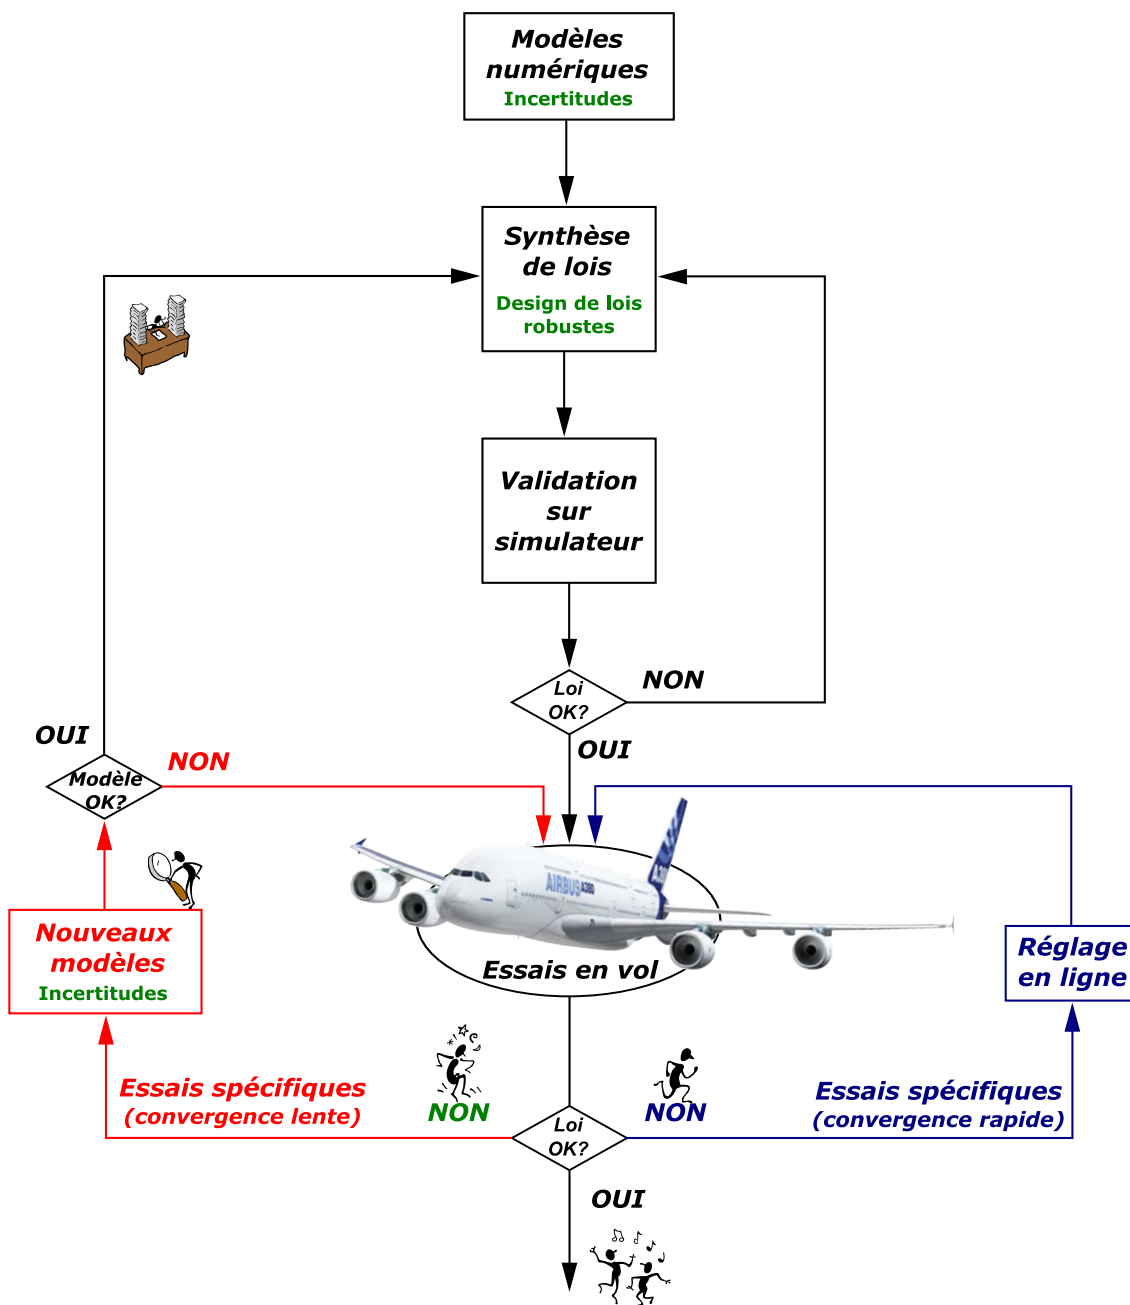 Modèles
numériques
Incertitudes
Synthèse
de lois
Design de lois
robustes
Validation
sur
simulateur
Loi
OK?
NON
OUI
OUI
Modèle
OK?
NON
AIRBUS A380
A380
Essais en vol
Nouveaux
modèles
Incertitudes
Réglage
en ligne
Essais spécifiques
(convergence lente)
NON
NON
Essais spécifiques
(convergence rapide)
Loi
OK?
OUI